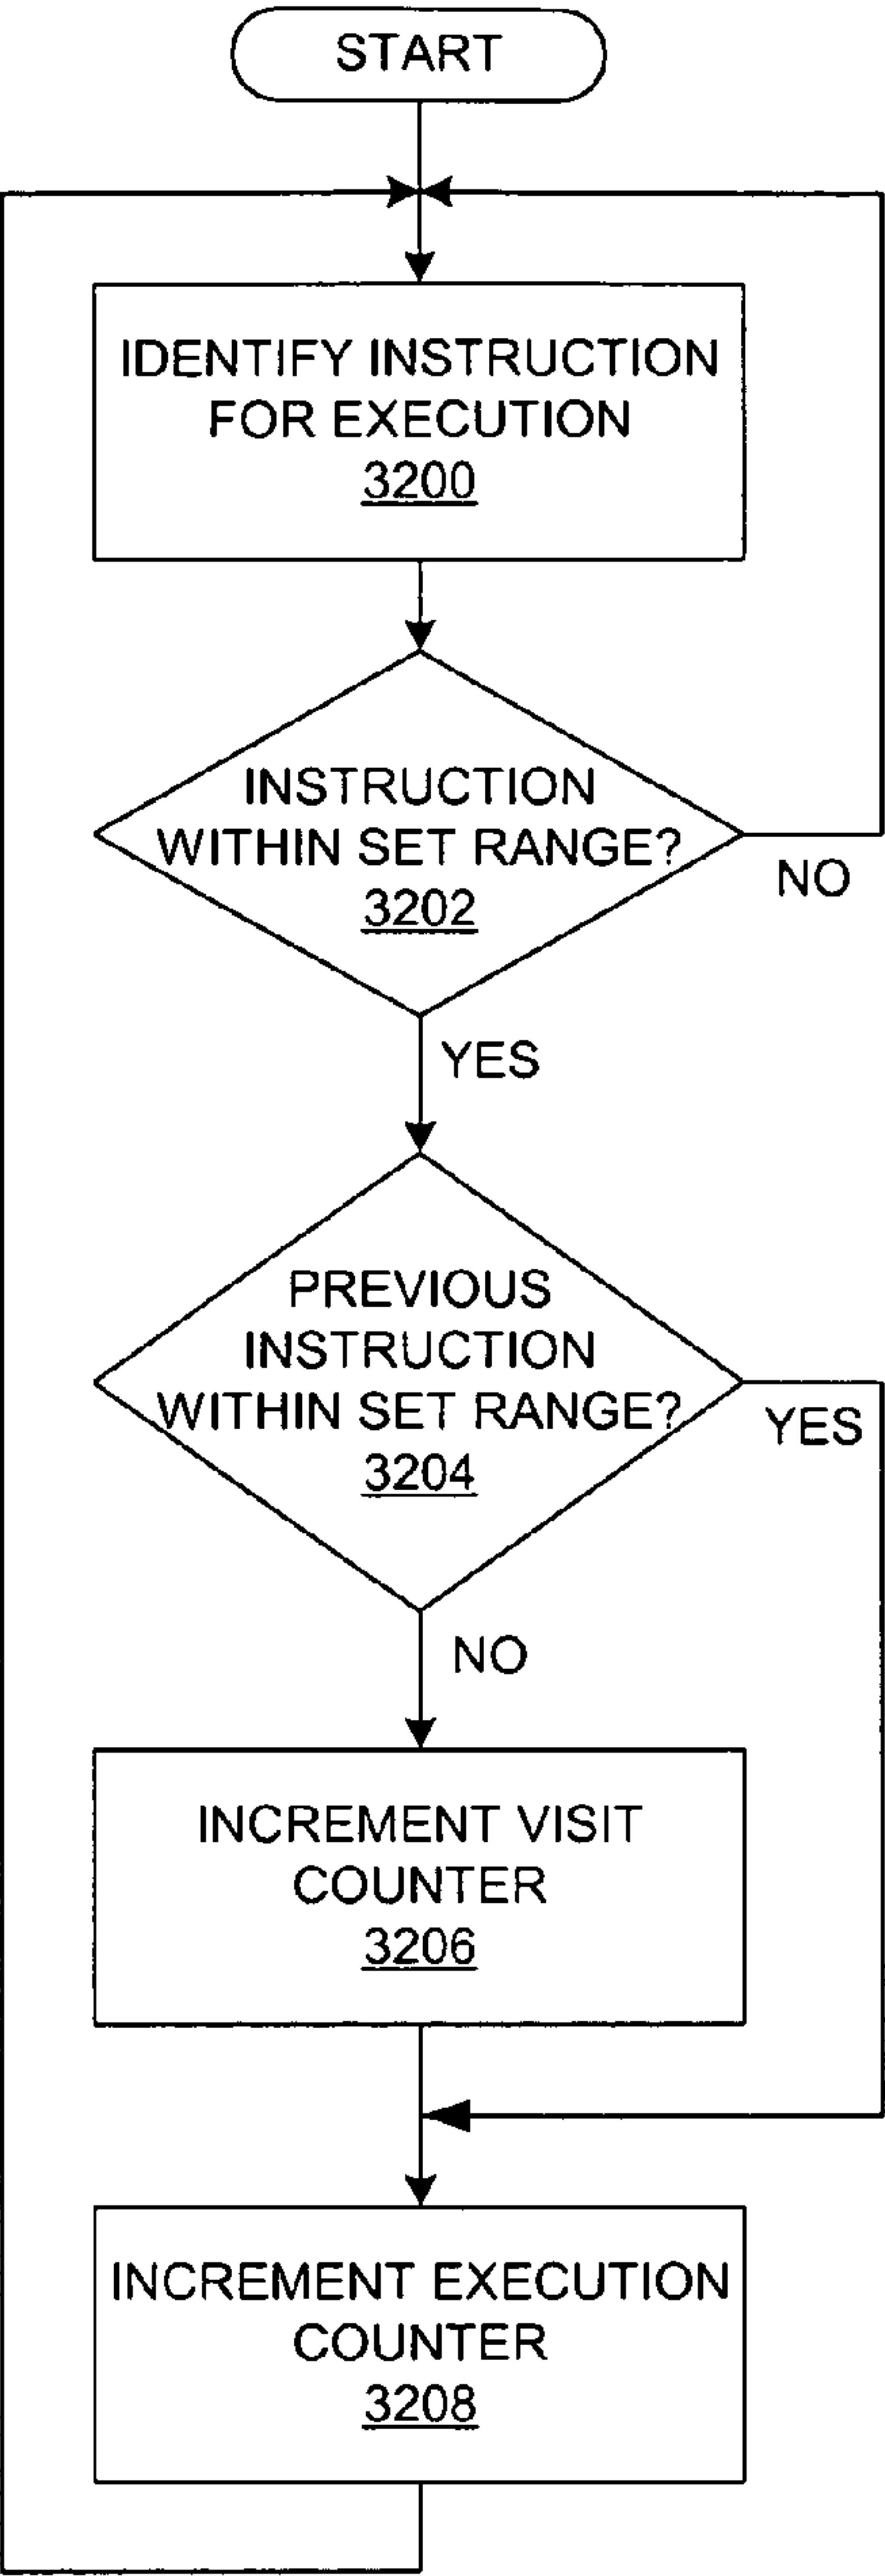 START
IDENTIFY INSTRUCTION
FOR EXECUTION
3200
INSTRUCTION
WITHIN SET RANGE?
3202
NO
YES
PREVIOUS
INSTRUCTION
WITHIN SET RANGE?
3204
YES
NO
INCREMENT VISIT
COUNTER
3206
INCREMENT EXECUTION
COUNTER
3208